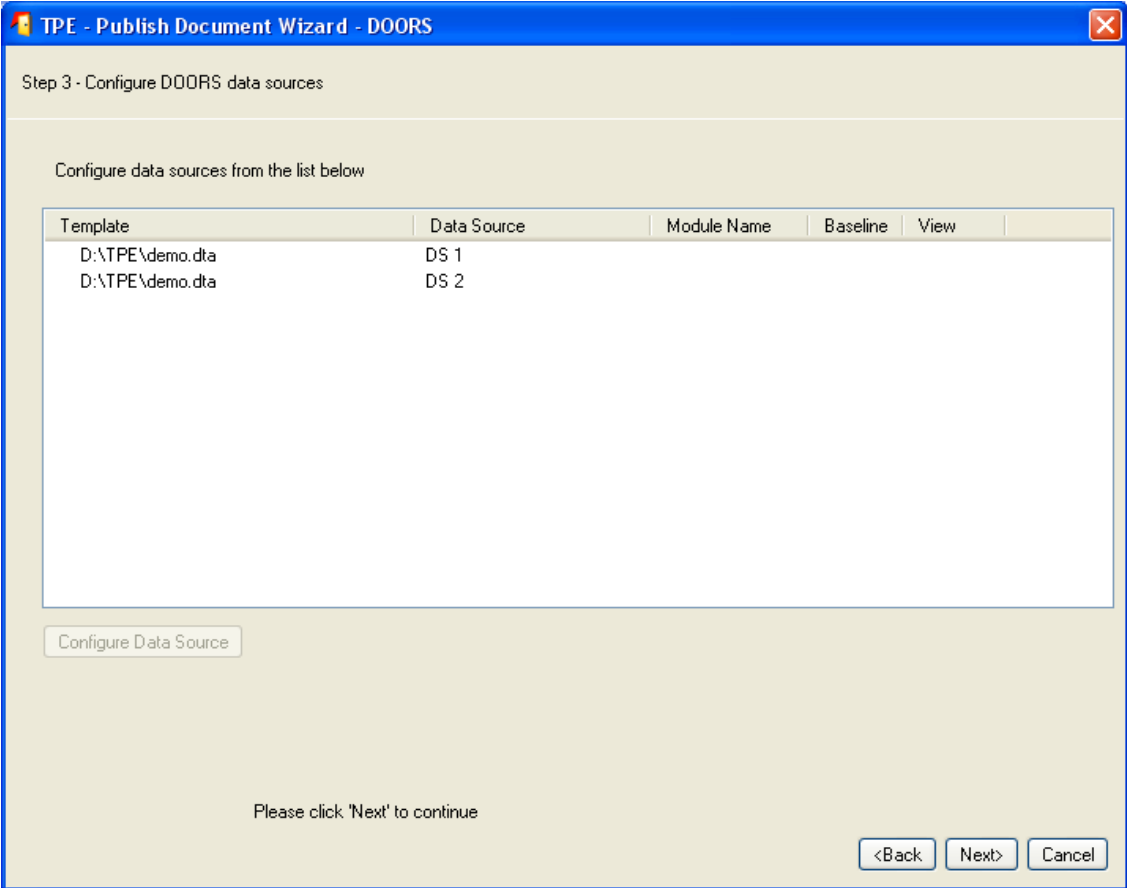 TPE - Publish Document Wizard - DOORS
Step 3 - Configure DOORS data sources
Configure data sources from the list below
Template Data Source Module Name Baseline View
D:\TPE\demo.dta DS 1
D:\TPE\demo.dta DS 2
Configure Data Source
Please click 'Next' to continue
<Back Next> Cancel